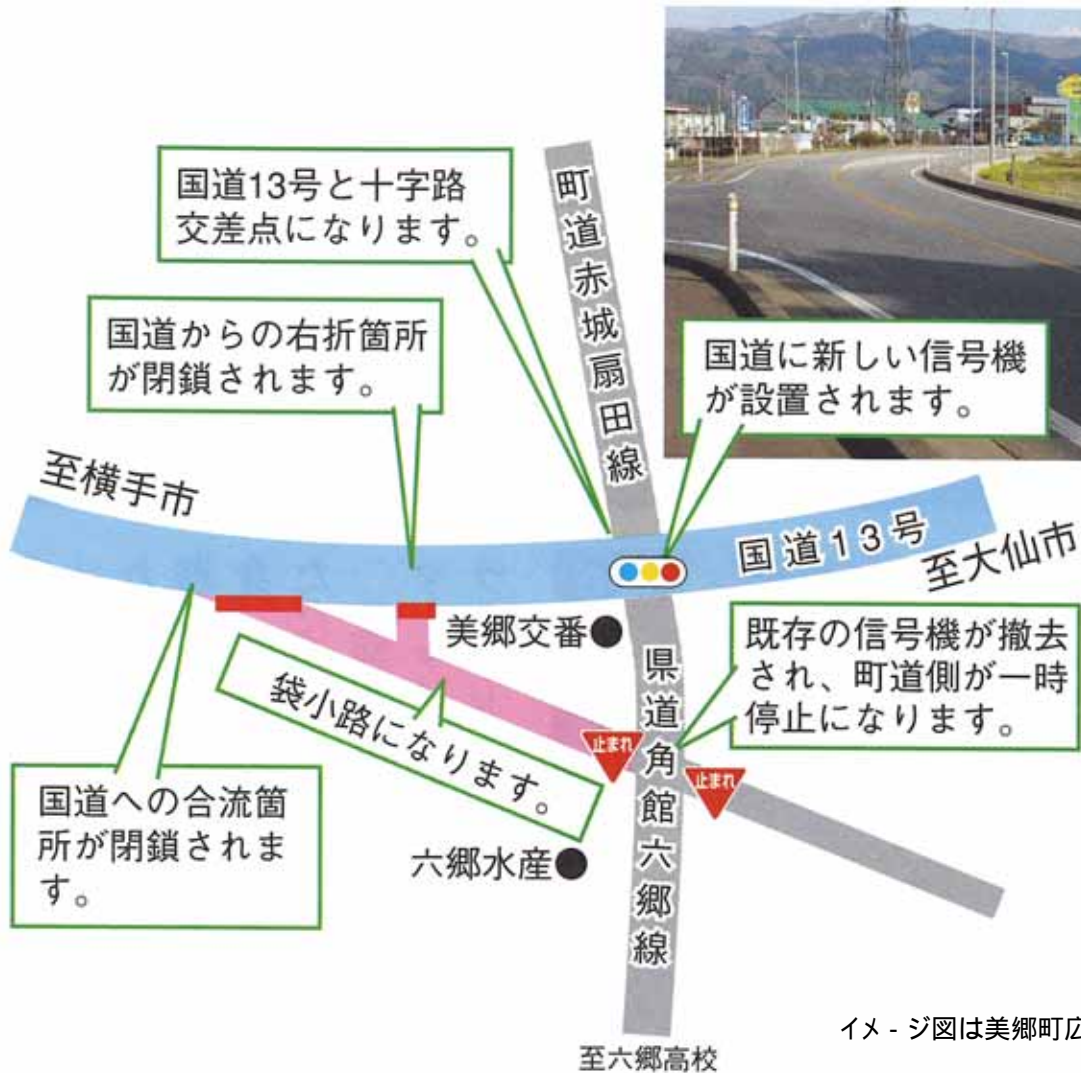 国道13号と十字路
交差点になります。
町道赤城扇田線
国道からの右折箇所
が閉鎖されます。
国道に新しい信号機
が設置されます。
至横手市
国道13号
至大仙市
美郷交番●
県道角館六郷線
既存の信号機が撤去
され、町道側が一時
停止になります。
袋小路になります。
止まれ
止まれ
国道への合流箇
所が閉鎖されま
す。
六郷水産●
至六郷高校
イメ-ジ図は美郷町広